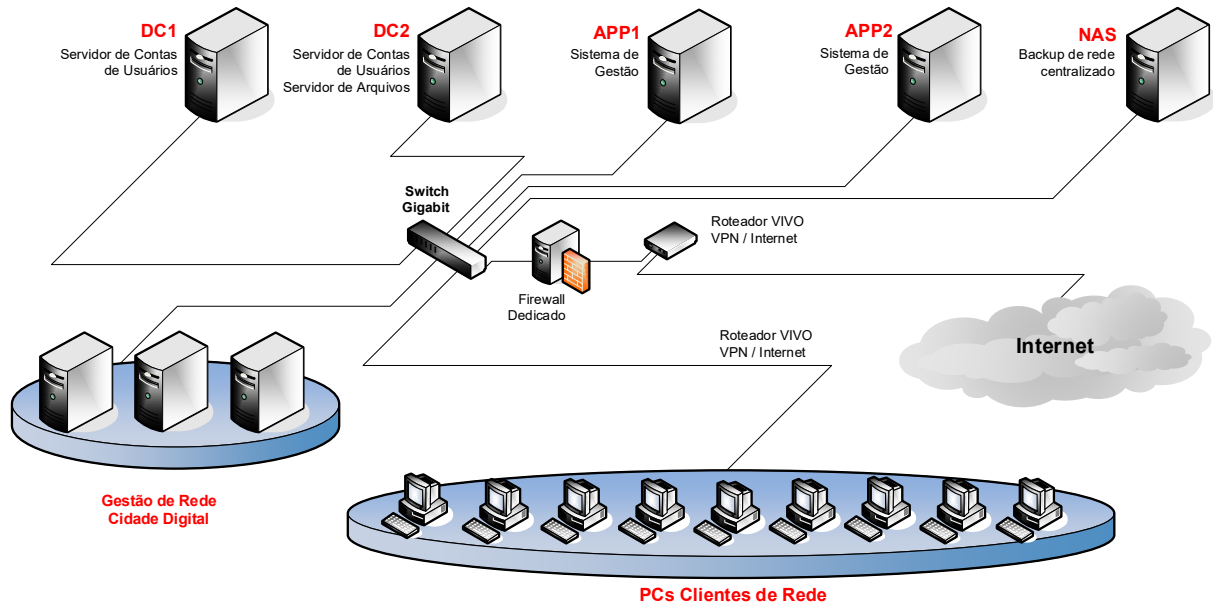 DC1
Servidor de Contas
de Usuários
DC2
Servidor de Contas
de Usuários
Servidor de Arquivos
APP1
Sistema de
Gestão
APP2
Sistema de
Gestão
NAS
Backup de rede
centralizado
Switch
Gigabit
Roteador VIVO
VPN / Internet
Firewall
Dedicado
Roteador VIVO
VPN / Internet
Internet
Gestão de Rede
Cidade Digital
PCs Clientes de Rede